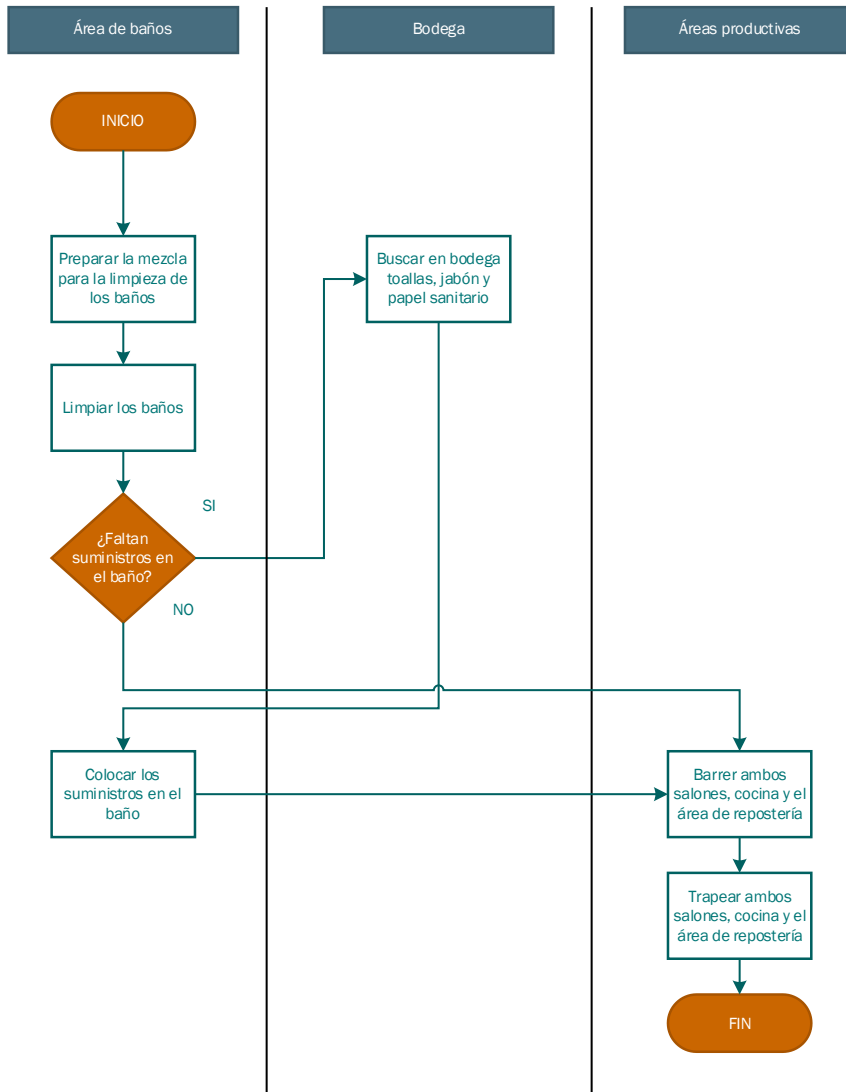 Área de baños
Bodega
Áreas productivas
INICIO
Preparar la mezcla
para la limpieza de
los baños
Buscar en bodega
toallas, jabón y
papel sanitario
Limpiar los baños
SI
¿Faltan
suministros en
el baño?
NO
Colocar los
suministros en el
baño
Barrer ambos
salones, cocina y el
área de repostería
Trapear ambos
salones, cocina y el
área de repostería
FIN